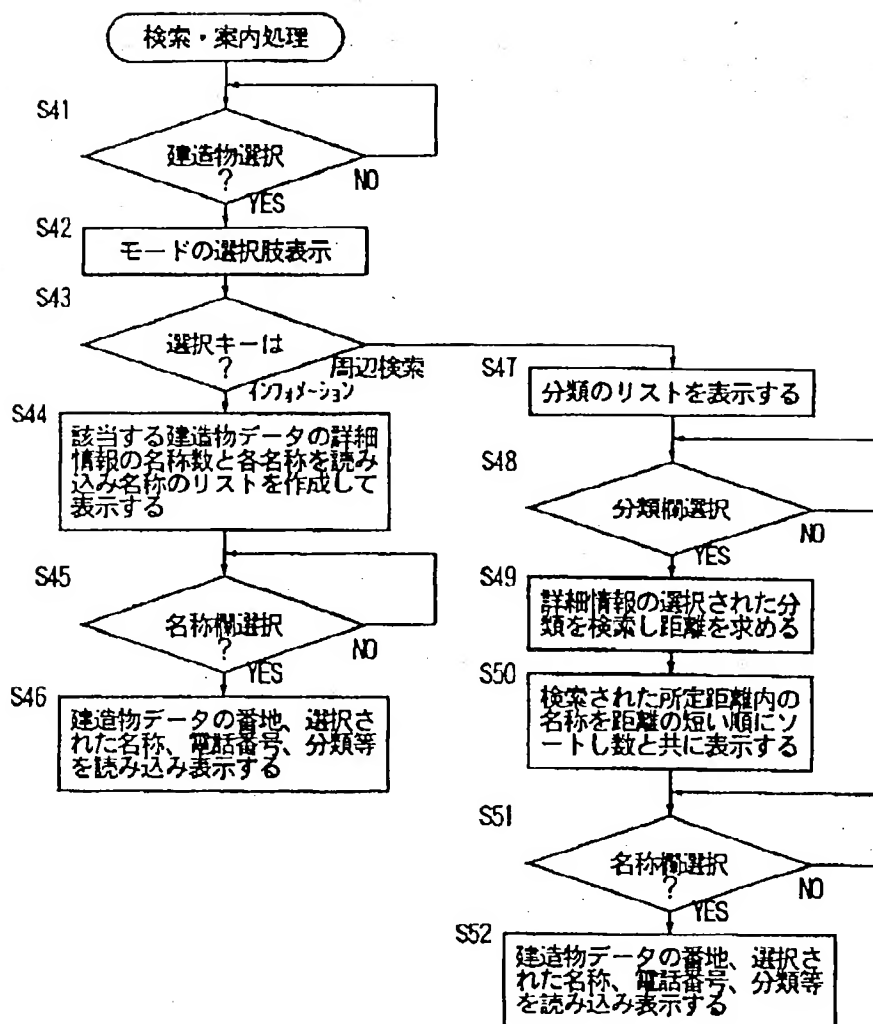 検索・案内処理
S41
建造物選択
?
NO
YES
S42
モードの選択肢表示
S43
選択キーは
?
周辺検索
インフォメーション
S44
該当する建造物データの詳細
情報の名称数と各名称を読み
込み名称のリストを作成して
表示する
S45
名称欄選択
?
NO
YES
S46
建造物データの番地、選択さ
れた名称、電話番号、分類等
を読み込み表示する
S47
分類のリストを表示する
S48
分類欄選択
?
NO
YES
S49
詳細情報の選択された分
類を検索し距離を求める
S50
検索された所定距離内の
名称を距離の短い順にソ
ートし数と共に表示する
S51
名称欄選択
?
NO
YES
S52
建造物データの番地、選択さ
れた名称、電話番号、分類等
を読み込み表示する